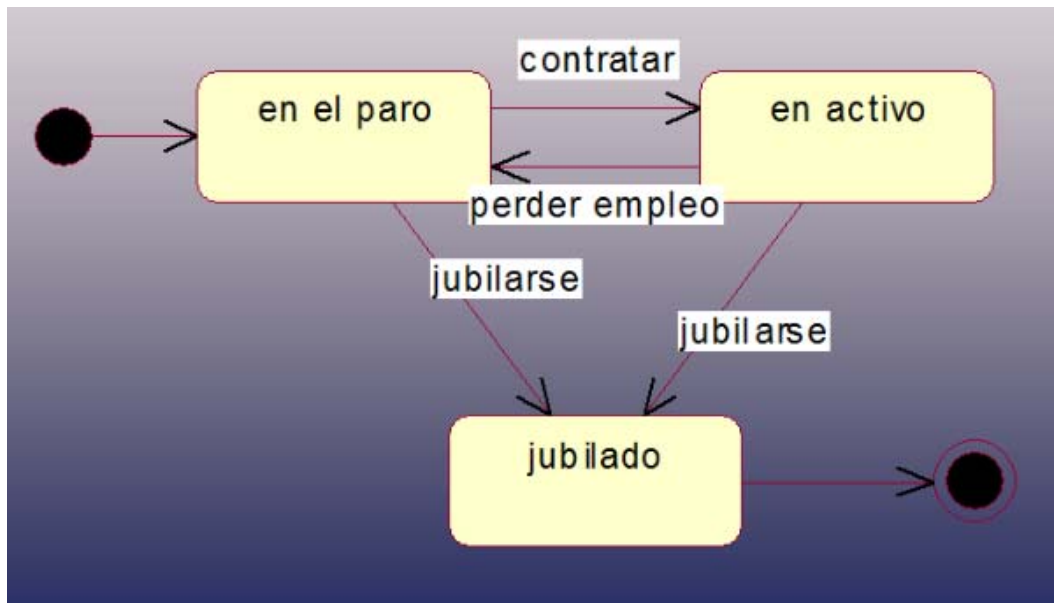 contratar
en el paro
en activo
perder empleo
jubilarse
jubilarse
jubilado